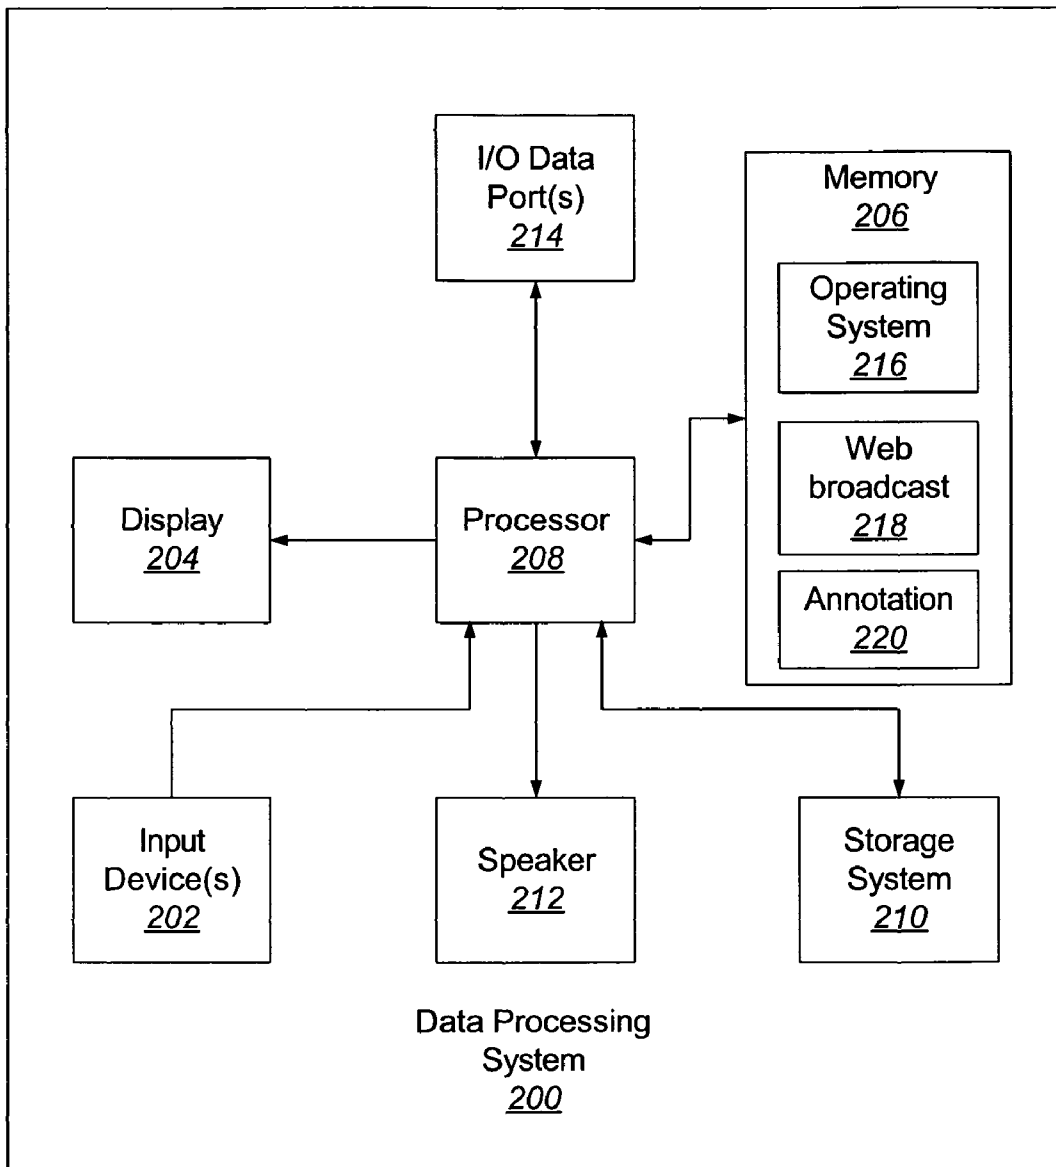 I/O Data
Port(s)
214
Memory
206
Operating
System
216
Web
broadcast
218
Annotation
220
Display
204
Processor
208
Input
Device(s)
202
Speaker
212
Storage
System
210
Data Processing
System
200